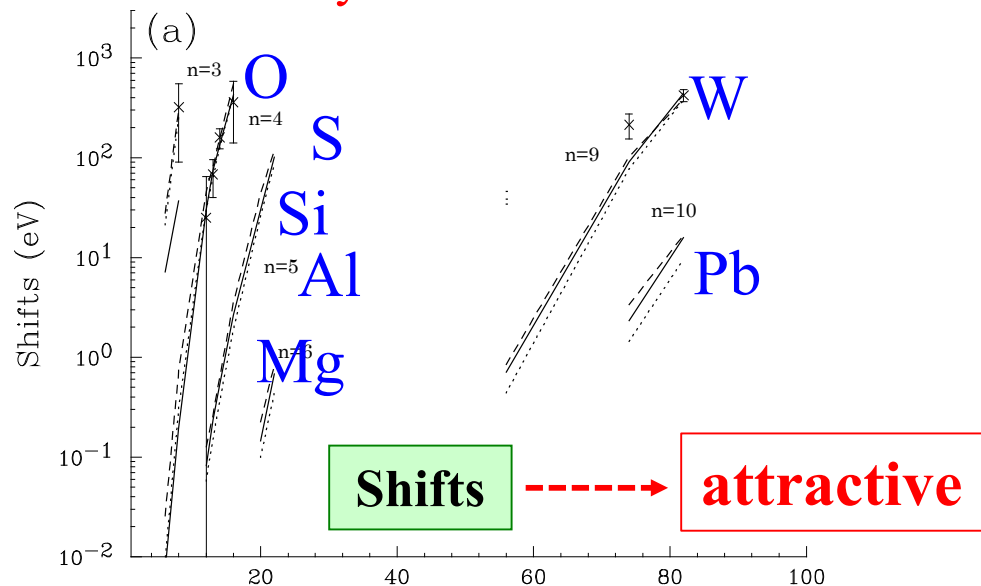 y
(a)
n=3
O
W
10³
n=4
S
10²
n=9
Si
n=10
Shifts (eV)
10¹
n=5
Al
Pb
10⁰
n=6
Mg
10⁻¹
Shifts
attractive
10⁻²
20
40
60
80
100